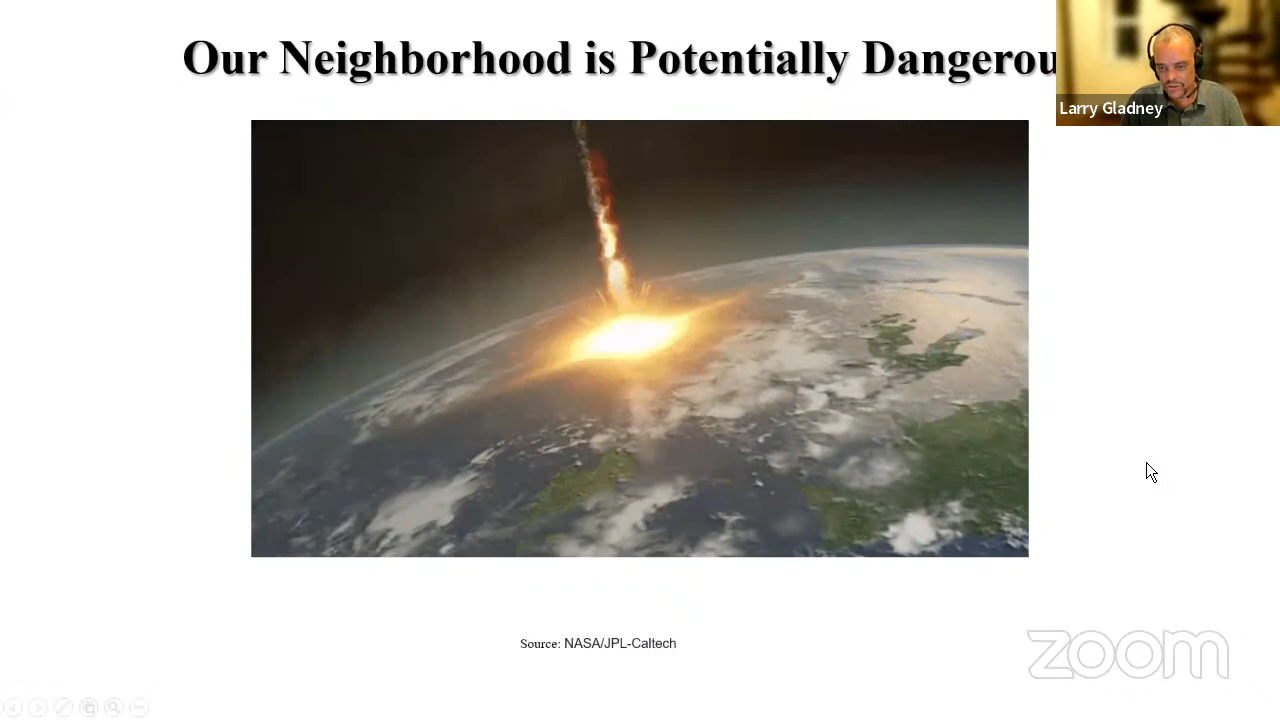 Our Neighborhood is Potentially Dangerou
Larry Gladney
Source: NASA/JPL-Caltech
zoom